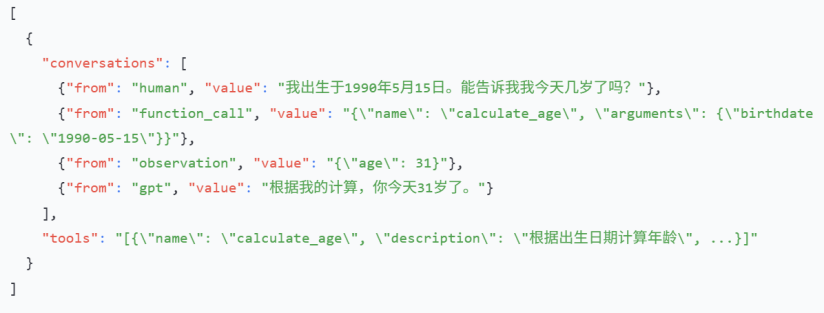 [
  {
    "conversations": [
      {"from": "human", "value": "我出生于1990年5月15日。能告诉我我今天几岁了吗？"},
      {"from": "function_call", "value": "{\"name\": \"calculate_age\", \"arguments\": {\"birthdate
\": \"1990-05-15\"}}"},
      {"from": "observation", "value": "{\"age\": 31}"},
      {"from": "gpt", "value": "根据我的计算，你今天31岁了。"}
    ],
    "tools": "[{\"name\": \"calculate_age\", \"description\": \"根据出生日期计算年龄\", ...}]"
  }
]